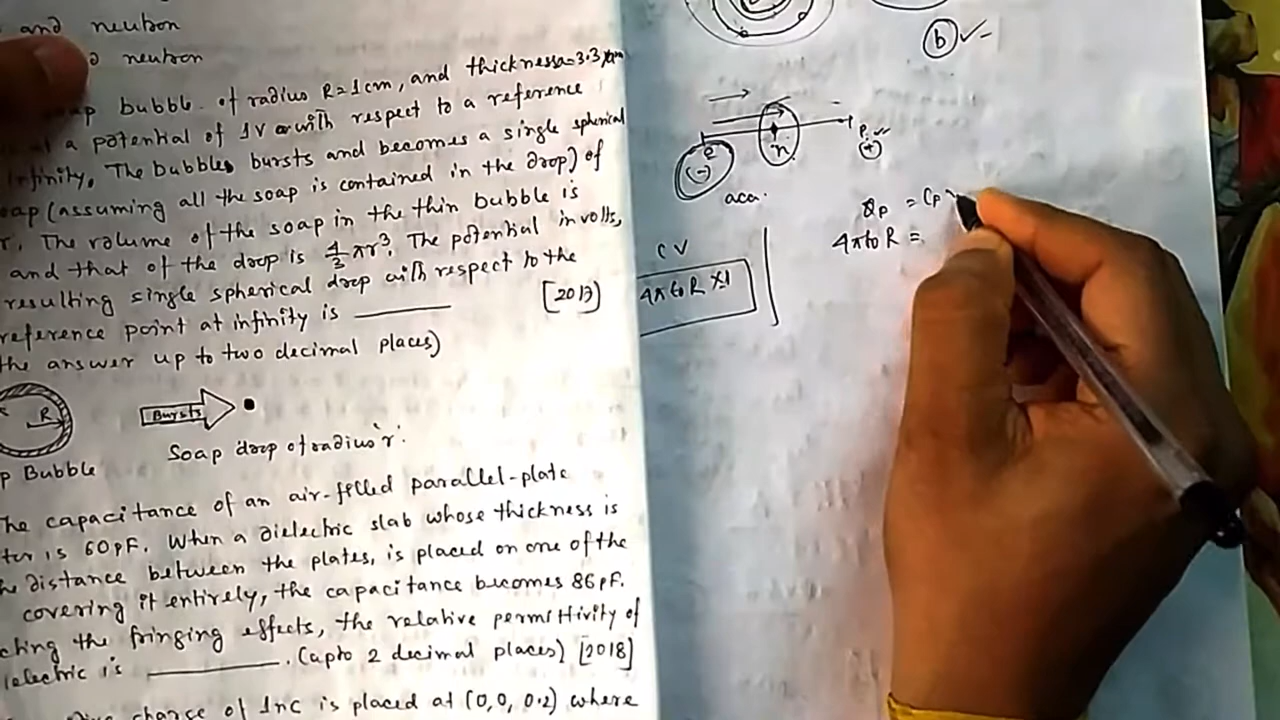 and neutron
neutron
bubble. of radius R=1cm, and thickness a=3.3
a potential of 1V with respect to a reference
infinity. The bubbles bursts and becomes a single spherical
(assuming all the soap is contained in the drop) of
r. The volume of the soap in the thin bubble is
and that of the drop is 4/3 πr³. The potential in volts,
resulting single spherical drop with respect to the
reference point at infinity is ______ [2017]
the answer up to two decimal places)
R
Bursts
Soap drop of radius 'r'.
p Bubble
The capacitance of an air-filled parallel-plate
is 60pF. When a dielectric slab whose thickness is
distance between the plates, is placed on one of the
covering it entirely, the capacitance becomes 86pF.
the fringing effects, the relative permittivity of
is ______. (upto 2 decimal places) [2018]
charge of 1nC is placed at (0,0, 0.2) where
b
e
(-)
n
P
(+)
CV
4π ε₀ R ×1
= Cp
4π ε₀ R =